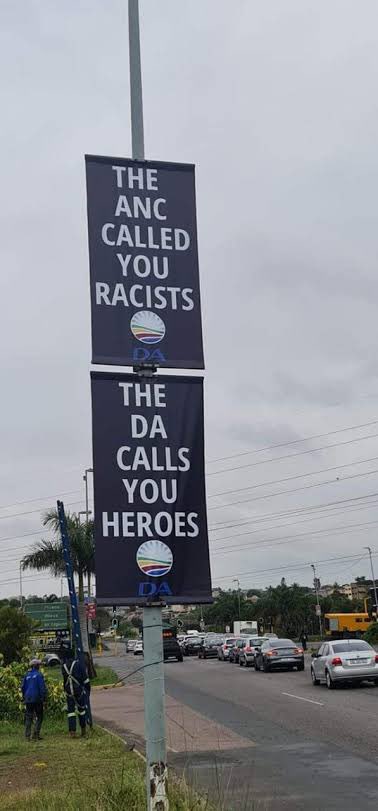 THE
ANC
CALLED
YOU
RACISTS
DA
THE
DA
CALLS
YOU
HEROES
DA